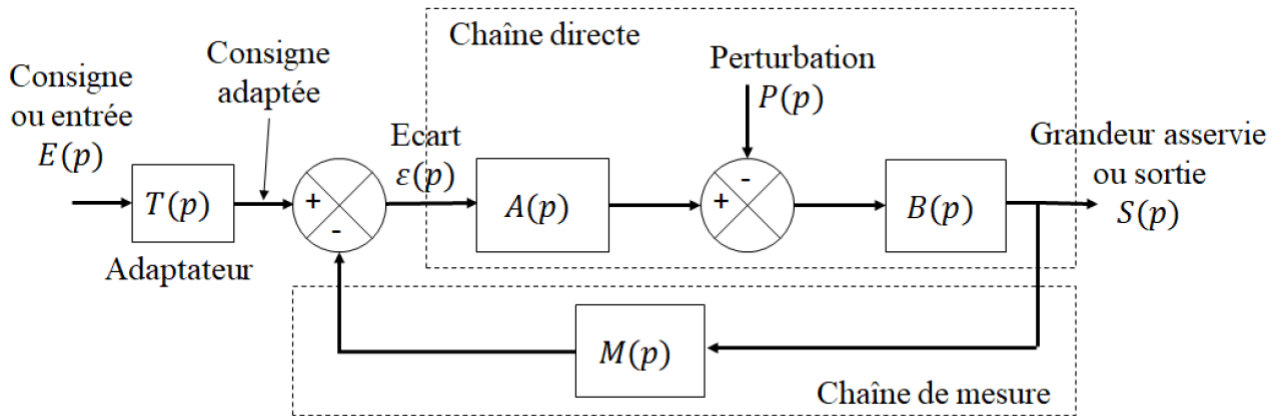 Chaîne directe
Consigne
adaptée
Perturbation
P(p)
Consigne
ou entrée
E(p)
Ecart
ε(p)
Grandeur asservie
ou sortie
S(p)
T(p)
+
-
A(p)
-
+
B(p)
Adaptateur
M(p)
Chaîne de mesure